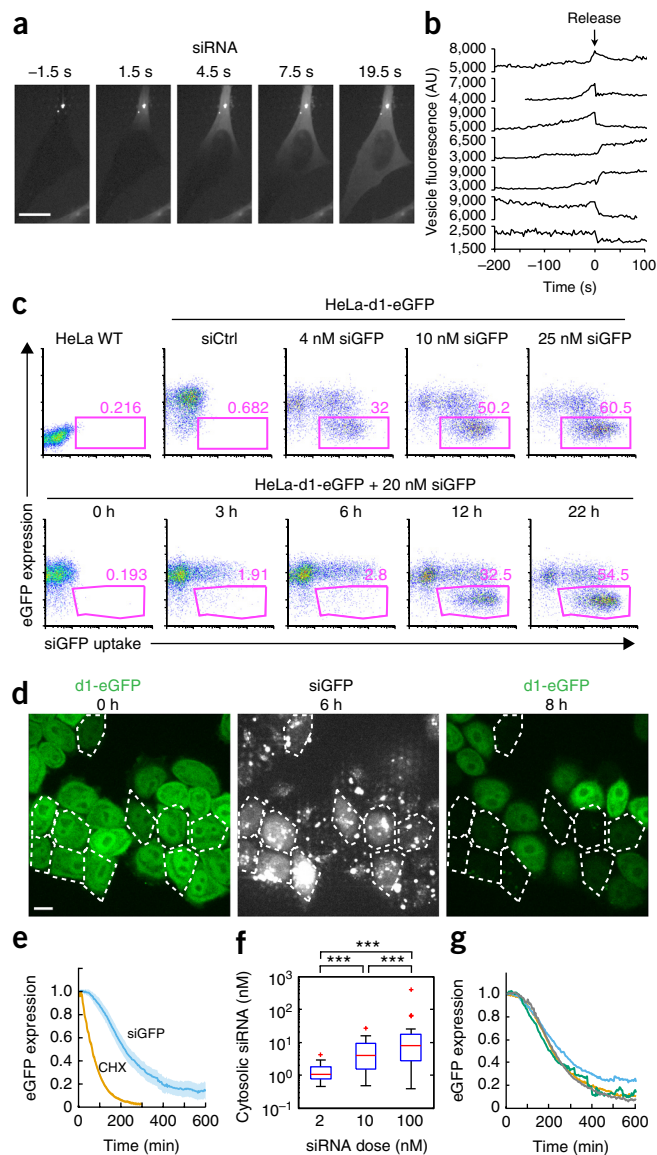 a
siRNA
–1.5 s 1.5 s 4.5 s 7.5 s 19.5 s
b
Release
Vesicle fluorescence (AU)
8,000
5,000
7,000
4,000
9,000
5,000
6,500
3,000
9,000
3,000
9,000
6,000
2,500
1,500
–200 –100 0 100
Time (s)
c
HeLa-d1-eGFP
HeLa WT siCtrl 4 nM siGFP 10 nM siGFP 25 nM siGFP
0.216 0.682 32 50.2 60.5
HeLa-d1-eGFP + 20 nM siGFP
0 h 3 h 6 h 12 h 22 h
0.193 1.91 2.8 32.5 54.5
eGFP expression
siGFP uptake
d
d1-eGFP
0 h
siGFP
6 h
d1-eGFP
8 h
e
eGFP expression
1.0
0.8
0.6
0.4
0.2
0
siGFP
CHX
0 200 400 600
Time (min)
f
*** 
*** ***
Cytosolic siRNA (nM)
10³
10²
10¹
10⁰
10⁻¹
2 10 100
siRNA dose (nM)
g
eGFP expression
1.0
0.8
0.6
0.4
0.2
0
0 200 400 600
Time (min)